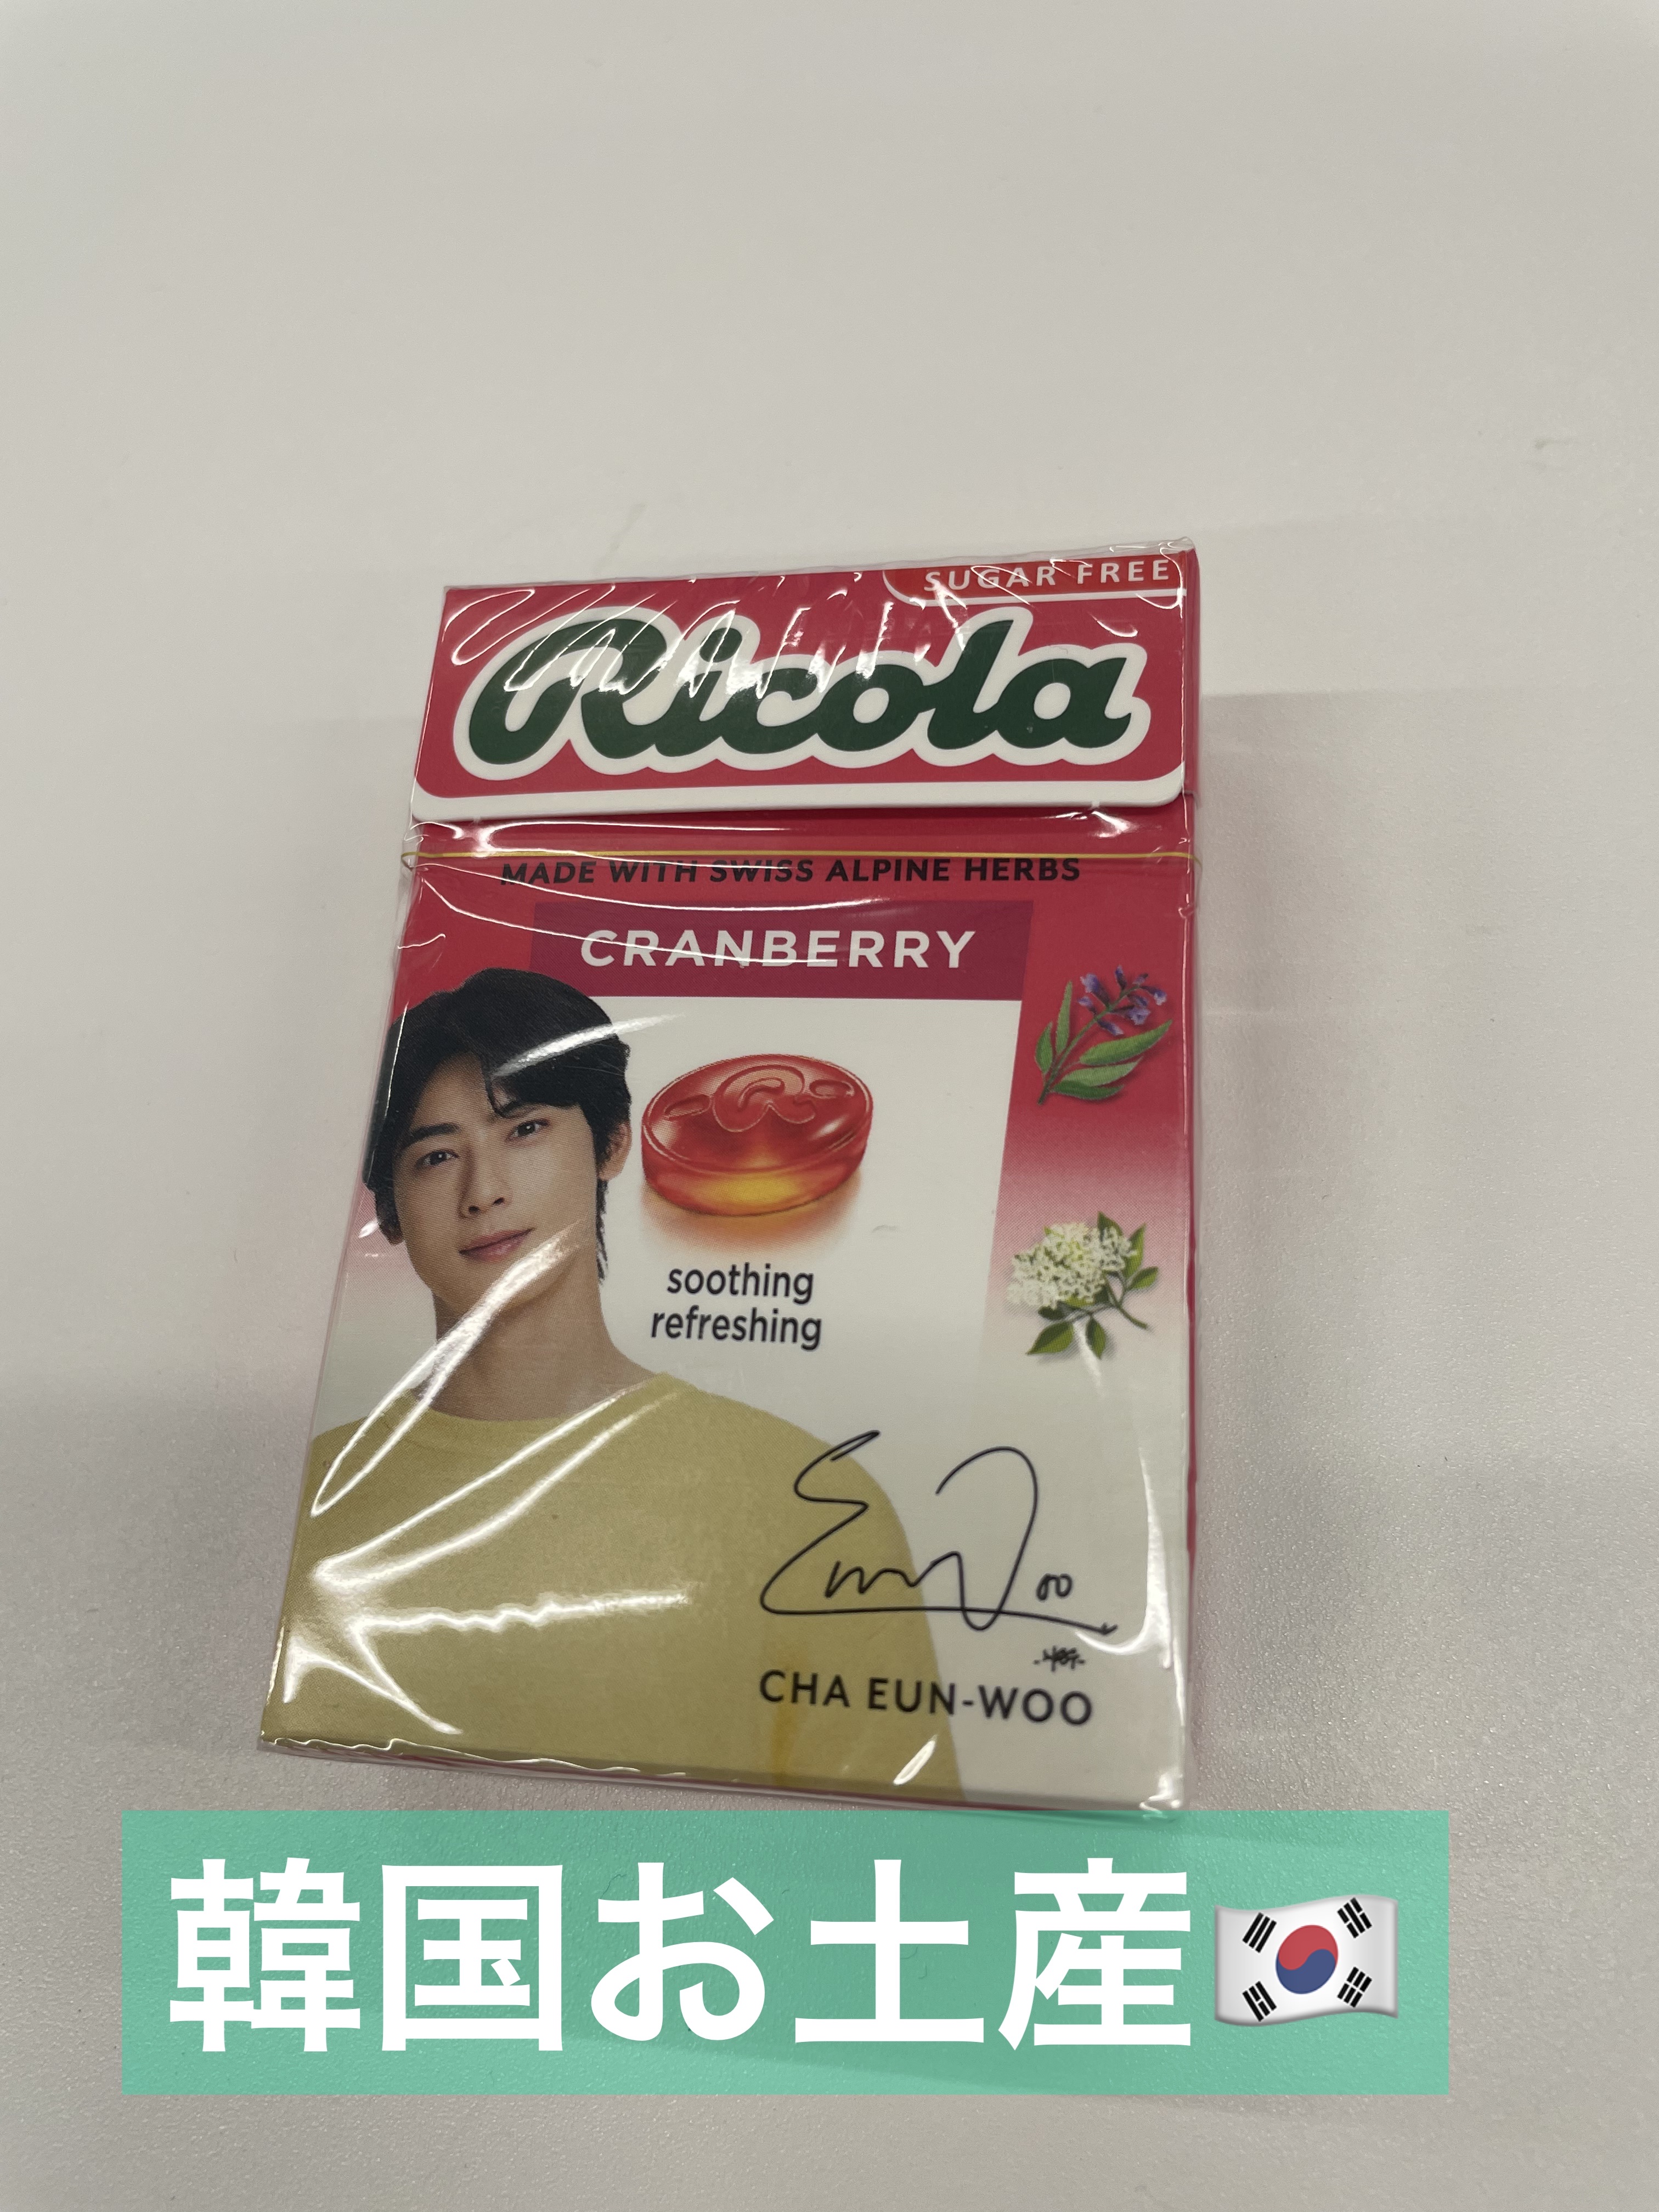 SUGAR FREE
Ricola
MADE WITH SWISS ALPINE HERBS
CRANBERRY
soothing
refreshing
EunWoo
CHA EUN-WOO
韓国お土産🇰🇷